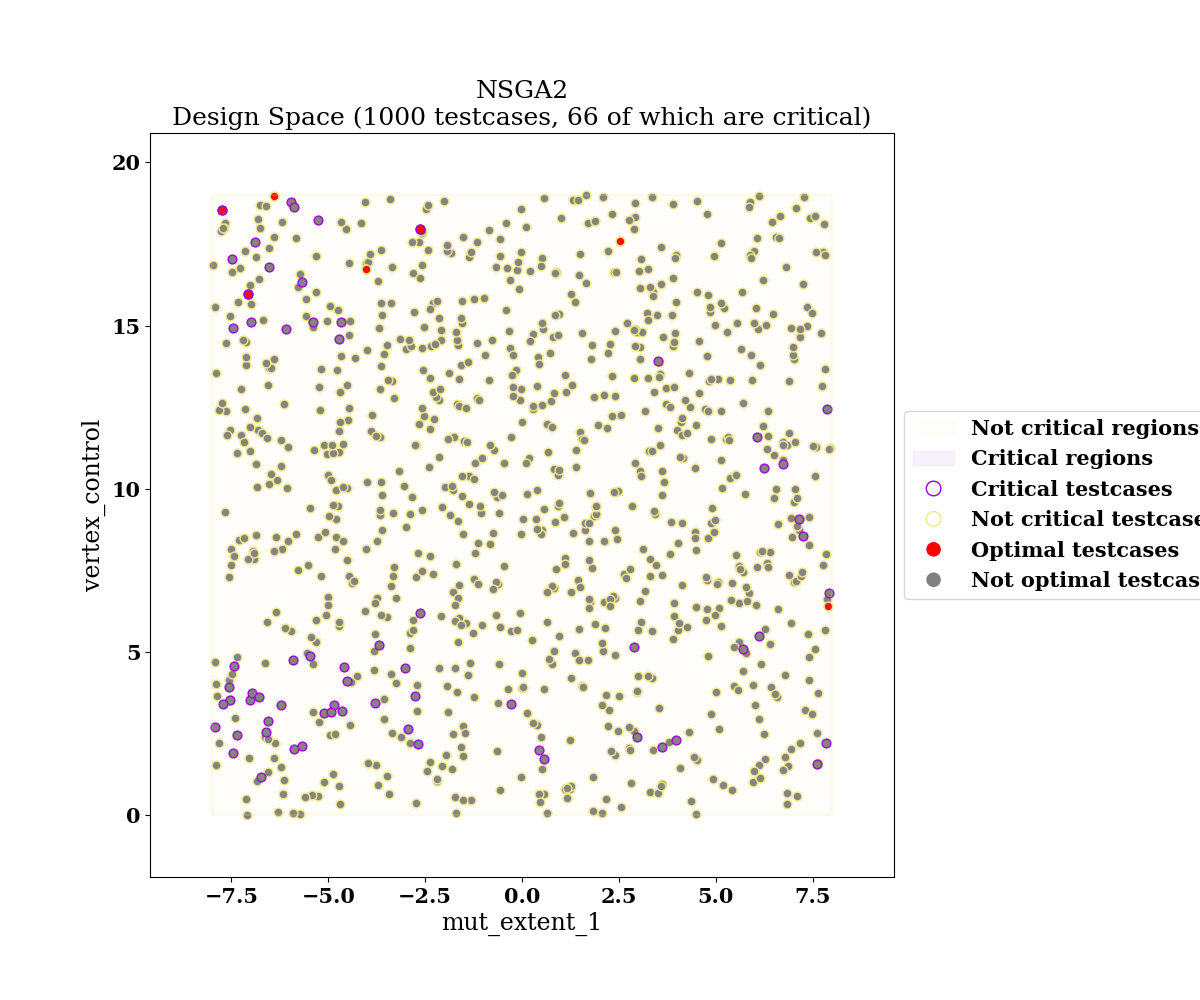 NSGA2
Design Space (1000 testcases, 66 of which are critical)
20
15
10
5
0
vertex_control
−7.5 −5.0 −2.5 0.0 2.5 5.0 7.5
mut_extent_1
Not critical regions
Critical regions
Critical testcases
Not critical testcase
Optimal testcases
Not optimal testcas